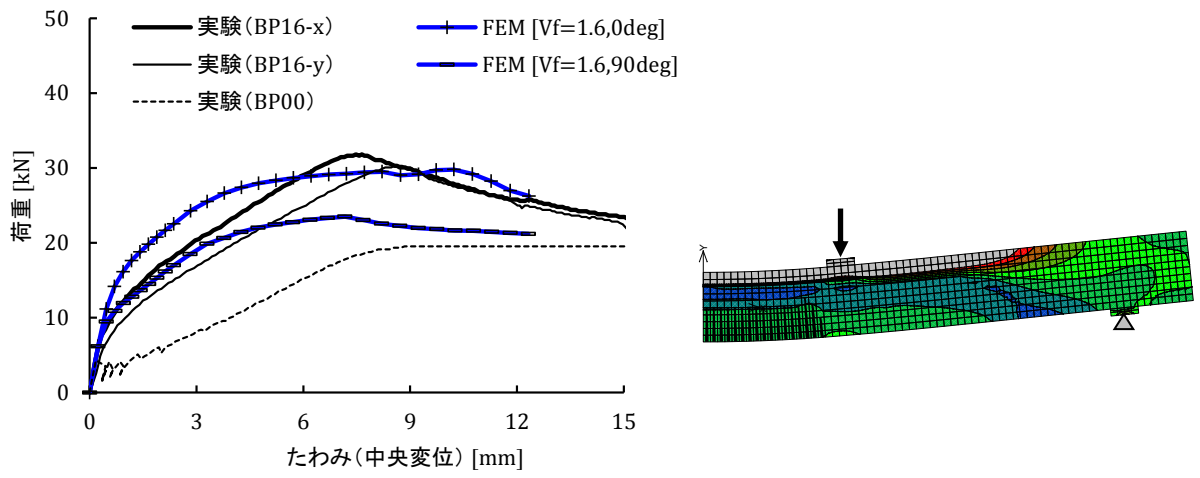 50
40
30
20
10
0
荷重 [kN]
実験（BP16-x）
実験（BP16-y）
実験（BP00）
FEM [Vf=1.6,0deg]
FEM [Vf=1.6,90deg]
0 3 6 9 12 15
たわみ（中央変位） [mm]
Y